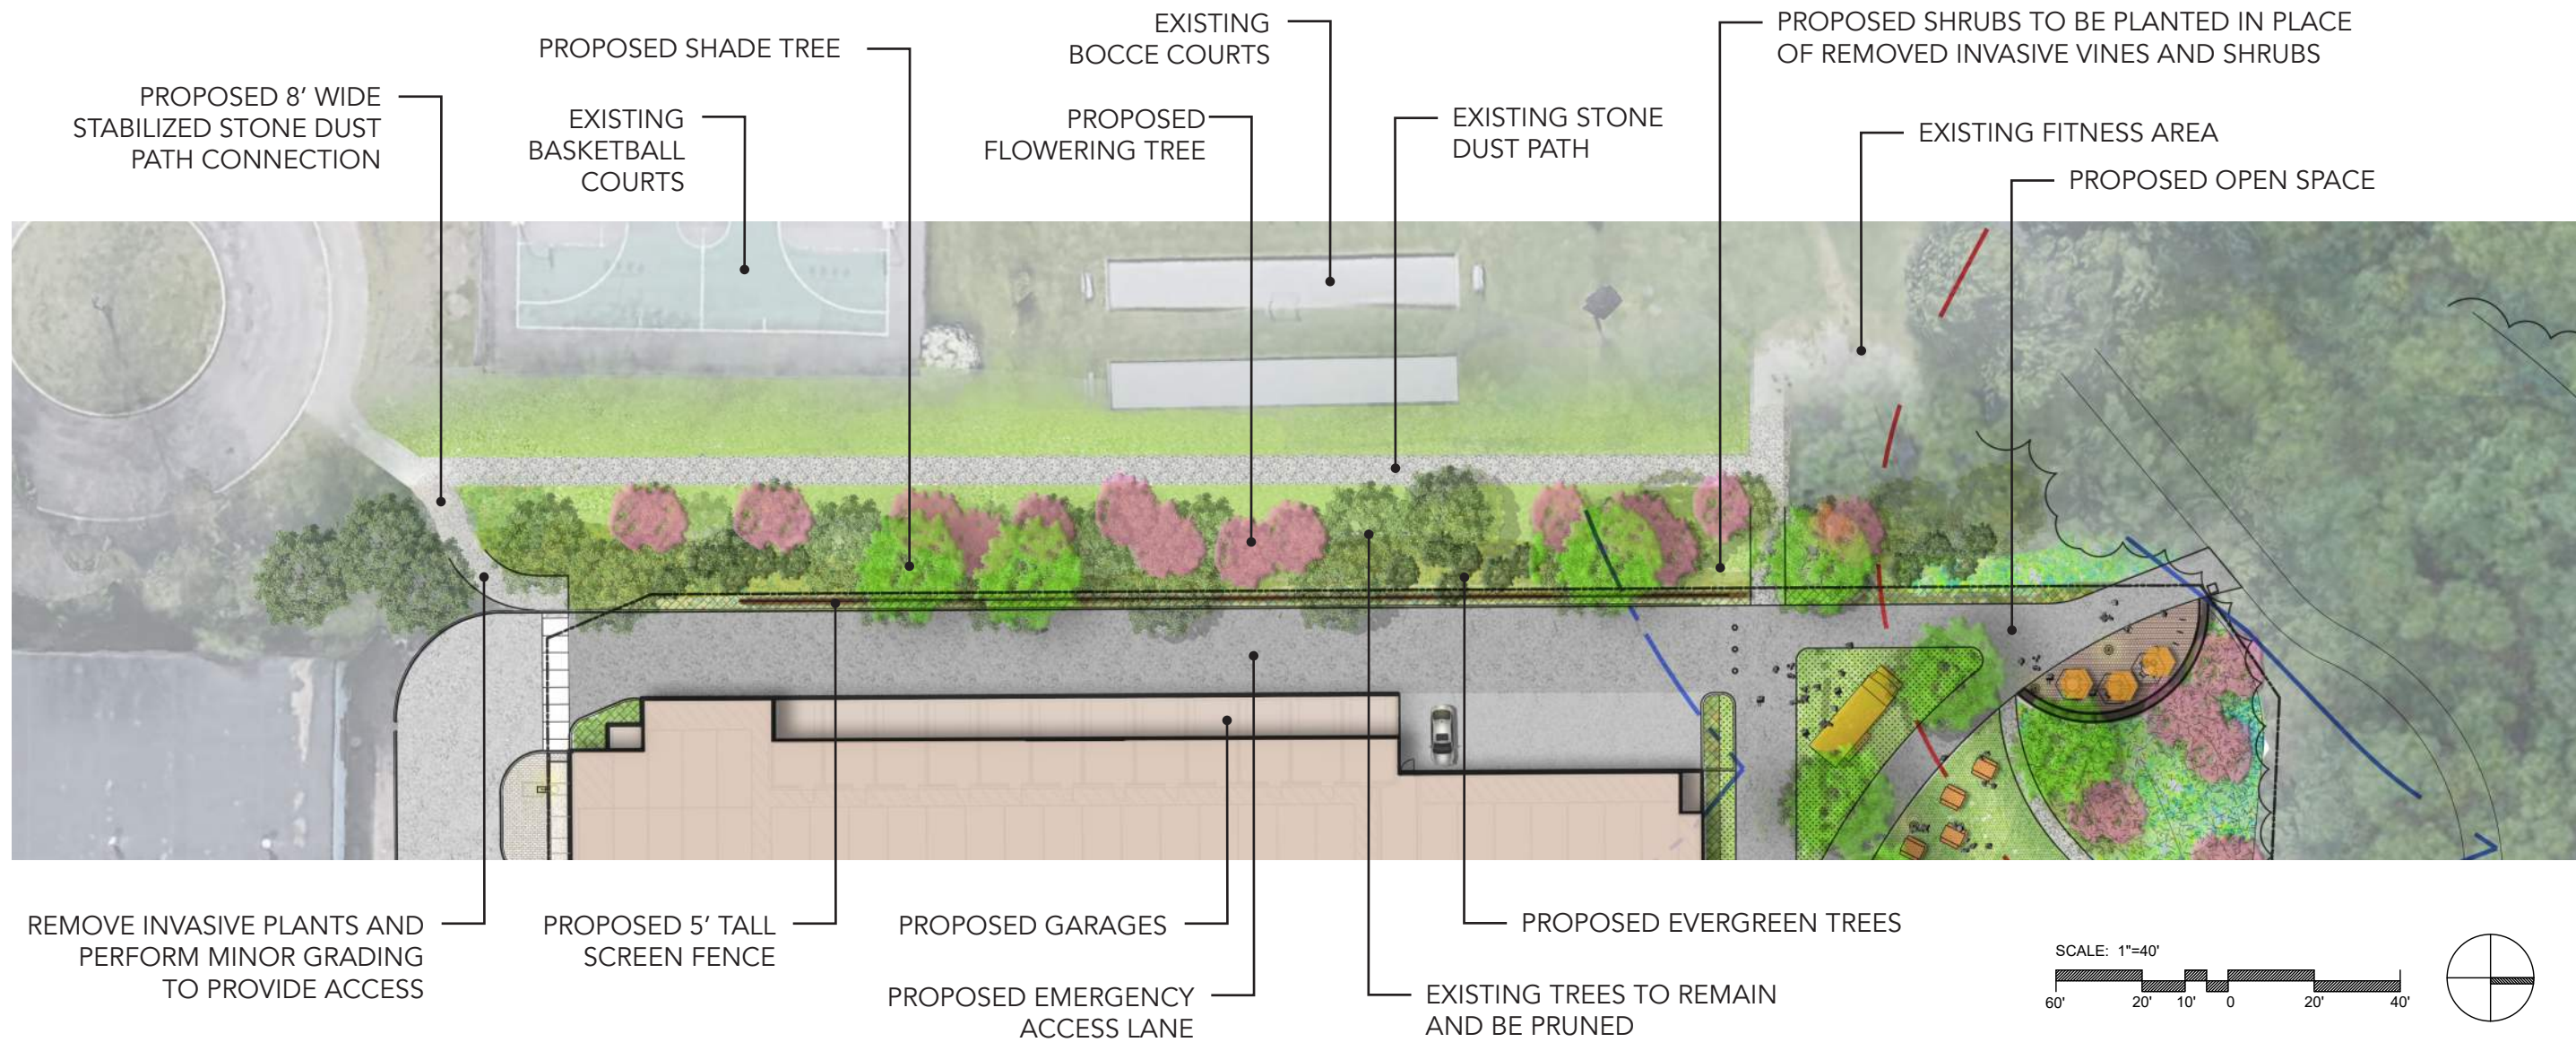 EXISTING
BOCCE COURTS
PROPOSED SHRUBS TO BE PLANTED IN PLACE
OF REMOVED INVASIVE VINES AND SHRUBS
PROPOSED SHADE TREE
PROPOSED 8’ WIDE
STABILIZED STONE DUST
PATH CONNECTION
EXISTING
BASKETBALL
COURTS
PROPOSED
FLOWERING TREE
EXISTING STONE
DUST PATH
EXISTING FITNESS AREA
PROPOSED OPEN SPACE
REMOVE INVASIVE PLANTS AND
PERFORM MINOR GRADING
TO PROVIDE ACCESS
PROPOSED 5’ TALL
SCREEN FENCE
PROPOSED GARAGES
PROPOSED EMERGENCY
ACCESS LANE
PROPOSED EVERGREEN TREES
EXISTING TREES TO REMAIN
AND BE PRUNED
SCALE: 1"=40'
60' 20' 10' 0 20' 40'